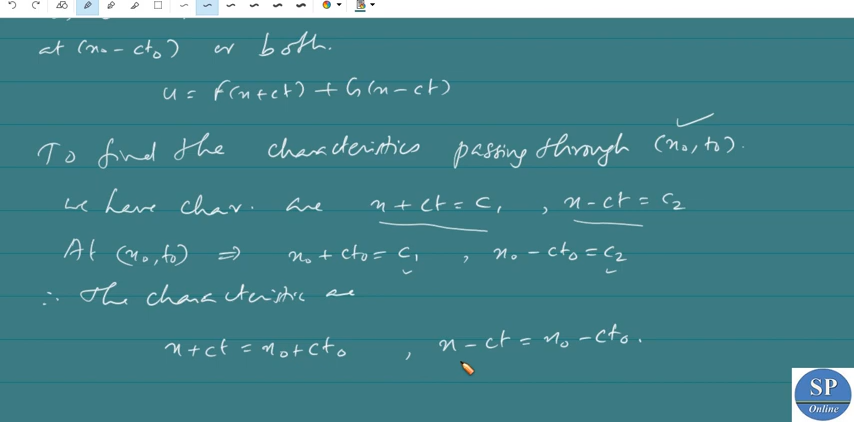 at (x₀ - ct₀) or both.
u = F(x+ct) + G(x-ct)
To find the characteristics passing through (x₀, t₀).
we have char. are x + ct = c₁ , x - ct = c₂
At (x₀, t₀) ⇒ x₀ + ct₀ = c₁ , x₀ - ct₀ = c₂
∴ The characteristic are
x + ct = x₀ + ct₀ , x - ct = x₀ - ct₀.
SP
Online